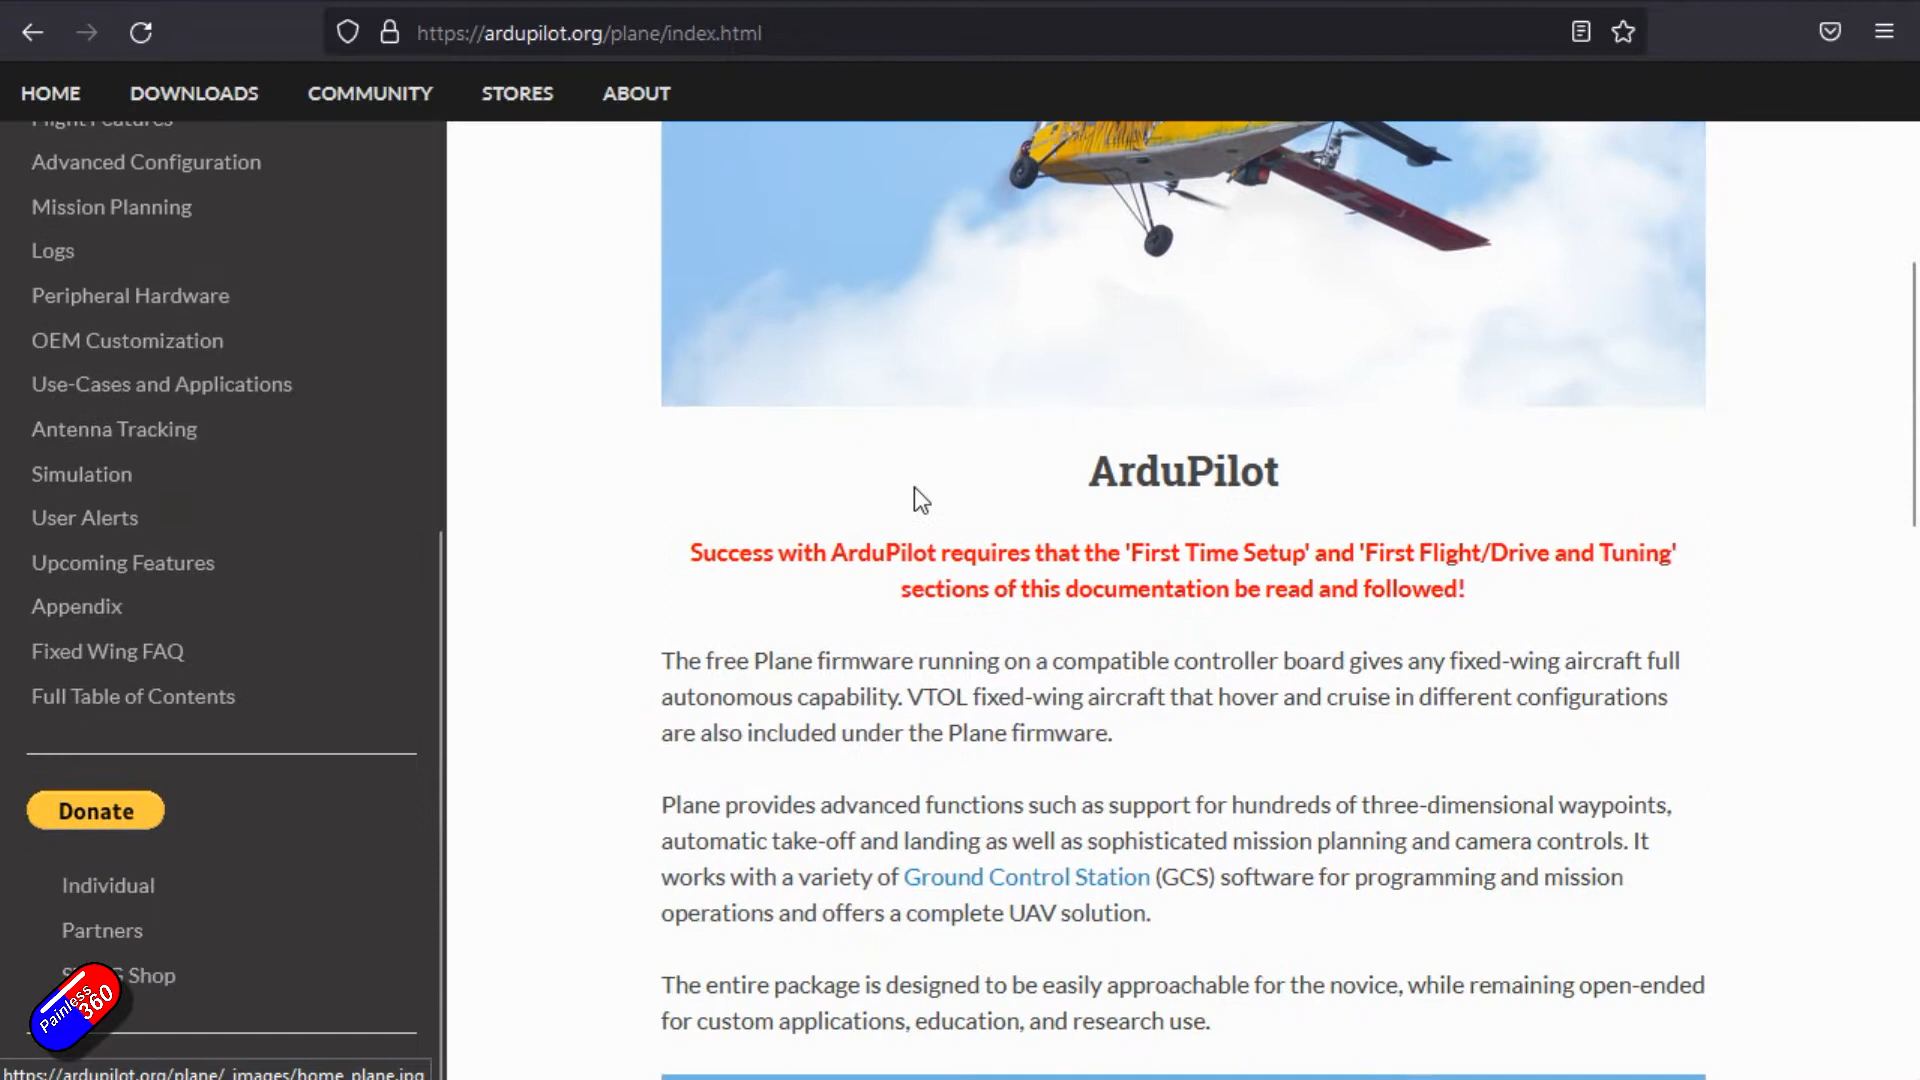 https://ardupilot.org/plane/index.html
HOME DOWNLOADS COMMUNITY STORES ABOUT
Flight Features
Advanced Configuration
Mission Planning
Logs
Peripheral Hardware
OEM Customization
Use-Cases and Applications
Antenna Tracking
Simulation
User Alerts
Upcoming Features
Appendix
Fixed Wing FAQ
Full Table of Contents
Donate
Individual
Partners
Shop
Painless
360
https://ardupilot.org/plane/_images/home_plane.jpg
ArduPilot
Success with ArduPilot requires that the 'First Time Setup' and 'First Flight/Drive and Tuning'
sections of this documentation be read and followed!
The free Plane firmware running on a compatible controller board gives any fixed-wing aircraft full
autonomous capability. VTOL fixed-wing aircraft that hover and cruise in different configurations
are also included under the Plane firmware.
Plane provides advanced functions such as support for hundreds of three-dimensional waypoints,
automatic take-off and landing as well as sophisticated mission planning and camera controls. It
works with a variety of Ground Control Station (GCS) software for programming and mission
operations and offers a complete UAV solution.
The entire package is designed to be easily approachable for the novice, while remaining open-ended
for custom applications, education, and research use.